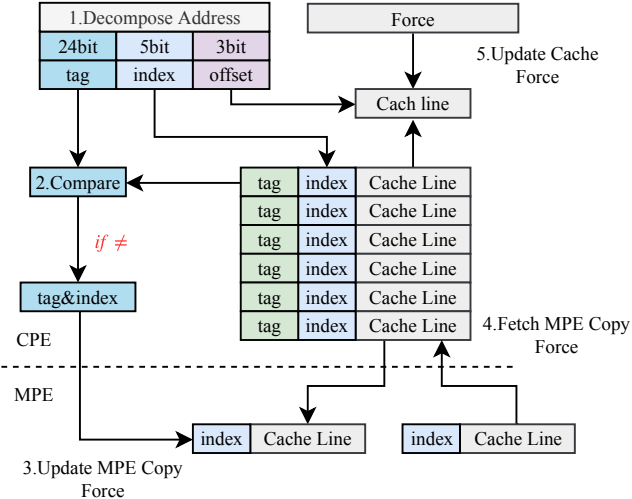 1.Decompose Address
24bit 5bit 3bit
tag index offset
Force
5.Update Cache
Force
Cach line
2.Compare
tag index Cache Line
tag index Cache Line
tag index Cache Line
tag index Cache Line
tag index Cache Line
tag index Cache Line
if ≠
tag&index
4.Fetch MPE Copy
Force
CPE
MPE
index Cache Line
index Cache Line
3.Update MPE Copy
Force